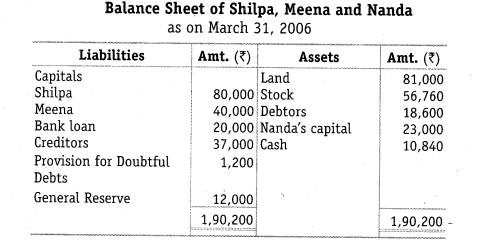 Balance Sheet of Shilpa, Meena and Nanda
as on March 31, 2006
Liabilities Amt. (₹) Assets Amt. (₹)
Capitals Land 81,000
Shilpa 80,000 Stock 56,760
Meena 40,000 Debtors 18,600
Bank loan 20,000 Nanda's capital 23,000
Creditors 37,000 Cash 10,840
Provision for Doubtful 1,200
Debts
General Reserve 12,000
1,90,200 1,90,200